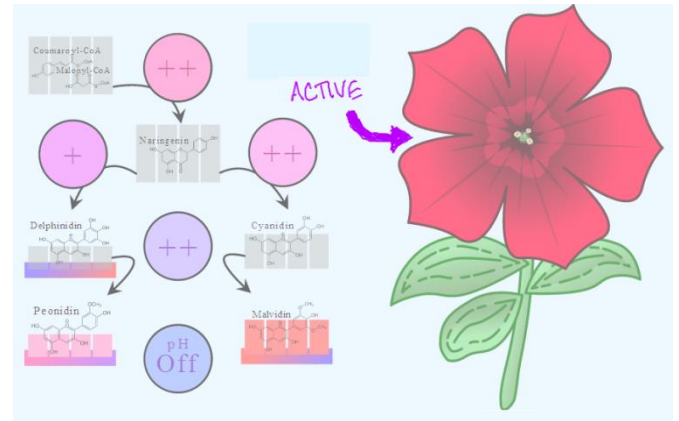 Coumaroyl-CoA
Malonyl-CoA
++
ACTIVE
Naringenin
+
++
Delphinidin
++
Cyanidin
Peonidin
Malvidin
pH
Off